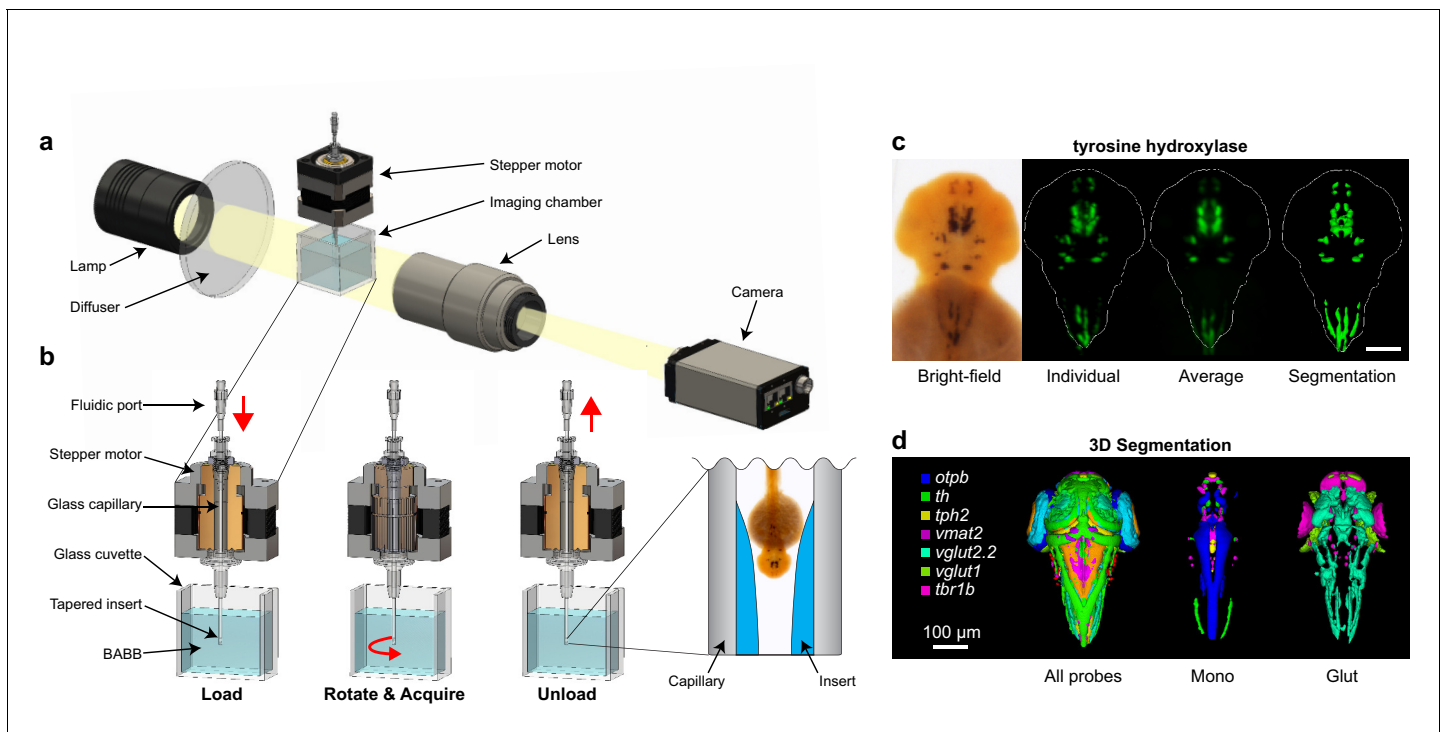 a
Stepper motor
Imaging chamber
Lens
Lamp
Diffuser
Camera
b
Fluidic port
Stepper motor
Glass capillary
Glass cuvette
Tapered insert
BABB
Load
Rotate & Acquire
Unload
Capillary
Insert
c
tyrosine hydroxylase
Bright-field
Individual
Average
Segmentation
d
3D Segmentation
otpb
th
tph2
vmat2
vglut2.2
vglut1
tbr1b
100 µm
All probes
Mono
Glut